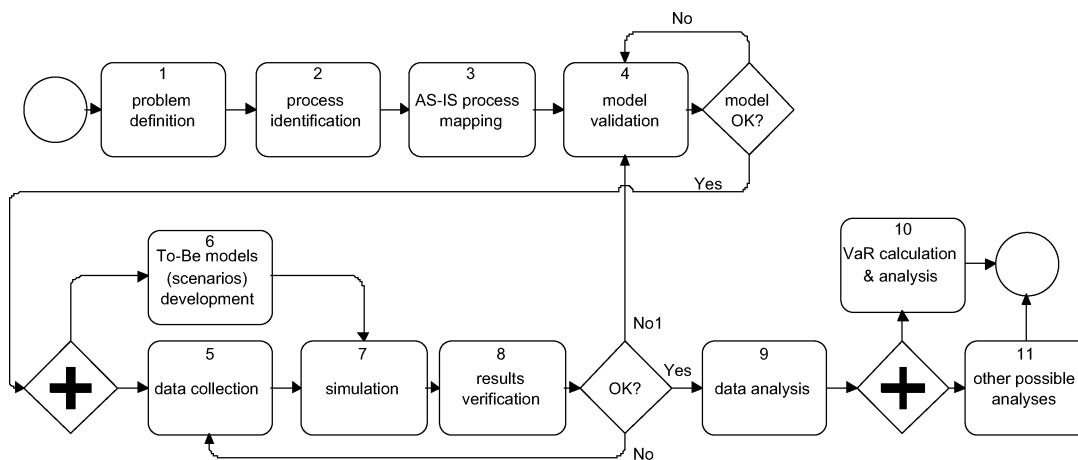 No
1
problem
definition
2
process
identification
3
AS-IS process
mapping
4
model
validation
model
OK?
Yes
6
To-Be models
(scenarios)
development
10
VaR calculation
& analysis
No1
5
data collection
7
simulation
8
results
verification
OK?
Yes
9
data analysis
11
other possible
analyses
No